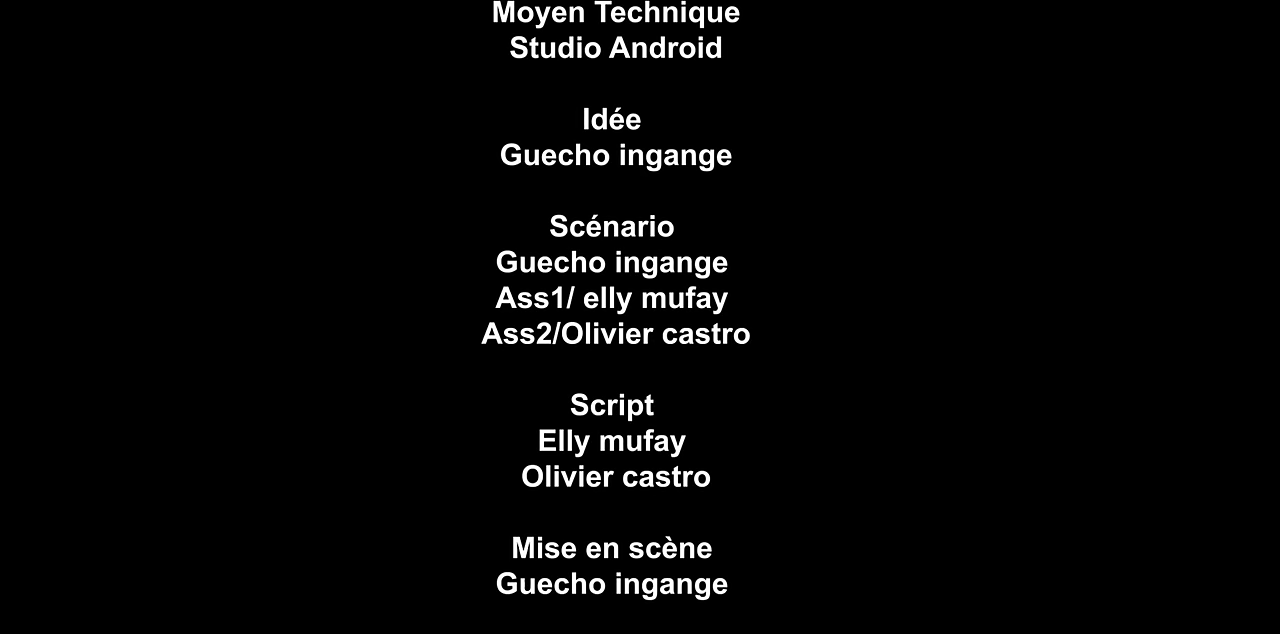 Moyen Technique
Studio Android
Idée
Guecho ingange
Scénario
Guecho ingange
Ass1/ elly mufay
Ass2/Olivier castro
Script
Elly mufay
Olivier castro
Mise en scène
Guecho ingange